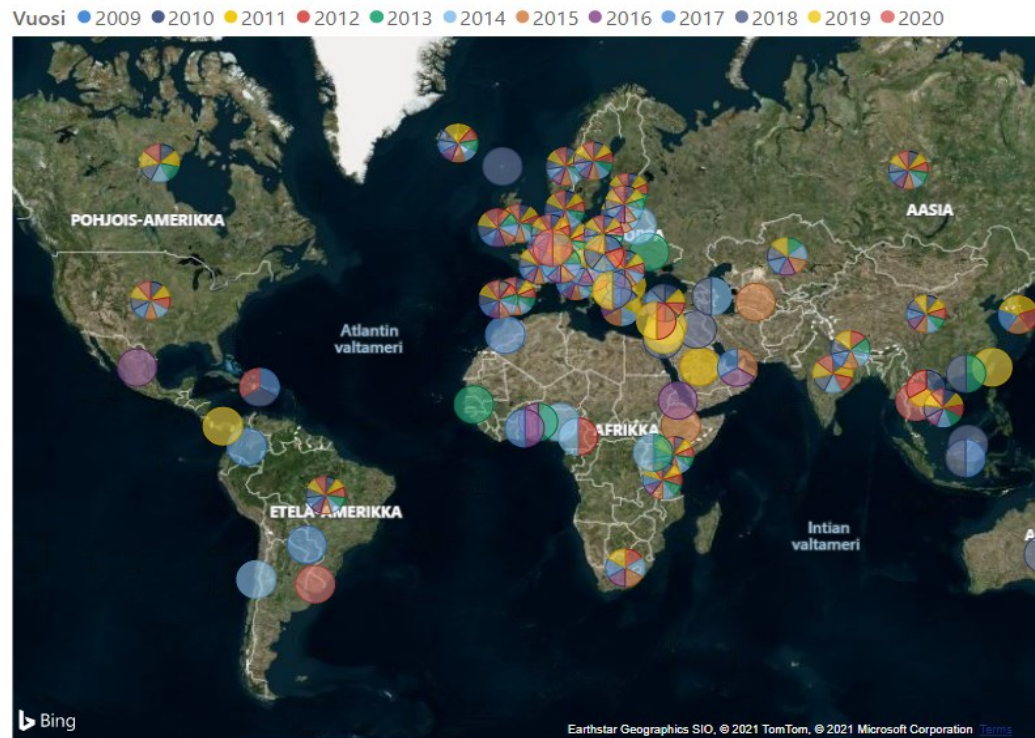 Vuosi 2009 2010 2011 2012 2013 2014 2015 2016 2017 2018 2019 2020
POHJOIS-AMERIKKA
AASIA
Atlantin
valtameri
AFRIKKA
ETELÄ-AMERIKKA
Intian
valtameri
Bing
Earthstar Geographics SIO, © 2021 TomTom, © 2021 Microsoft Corporation Terms